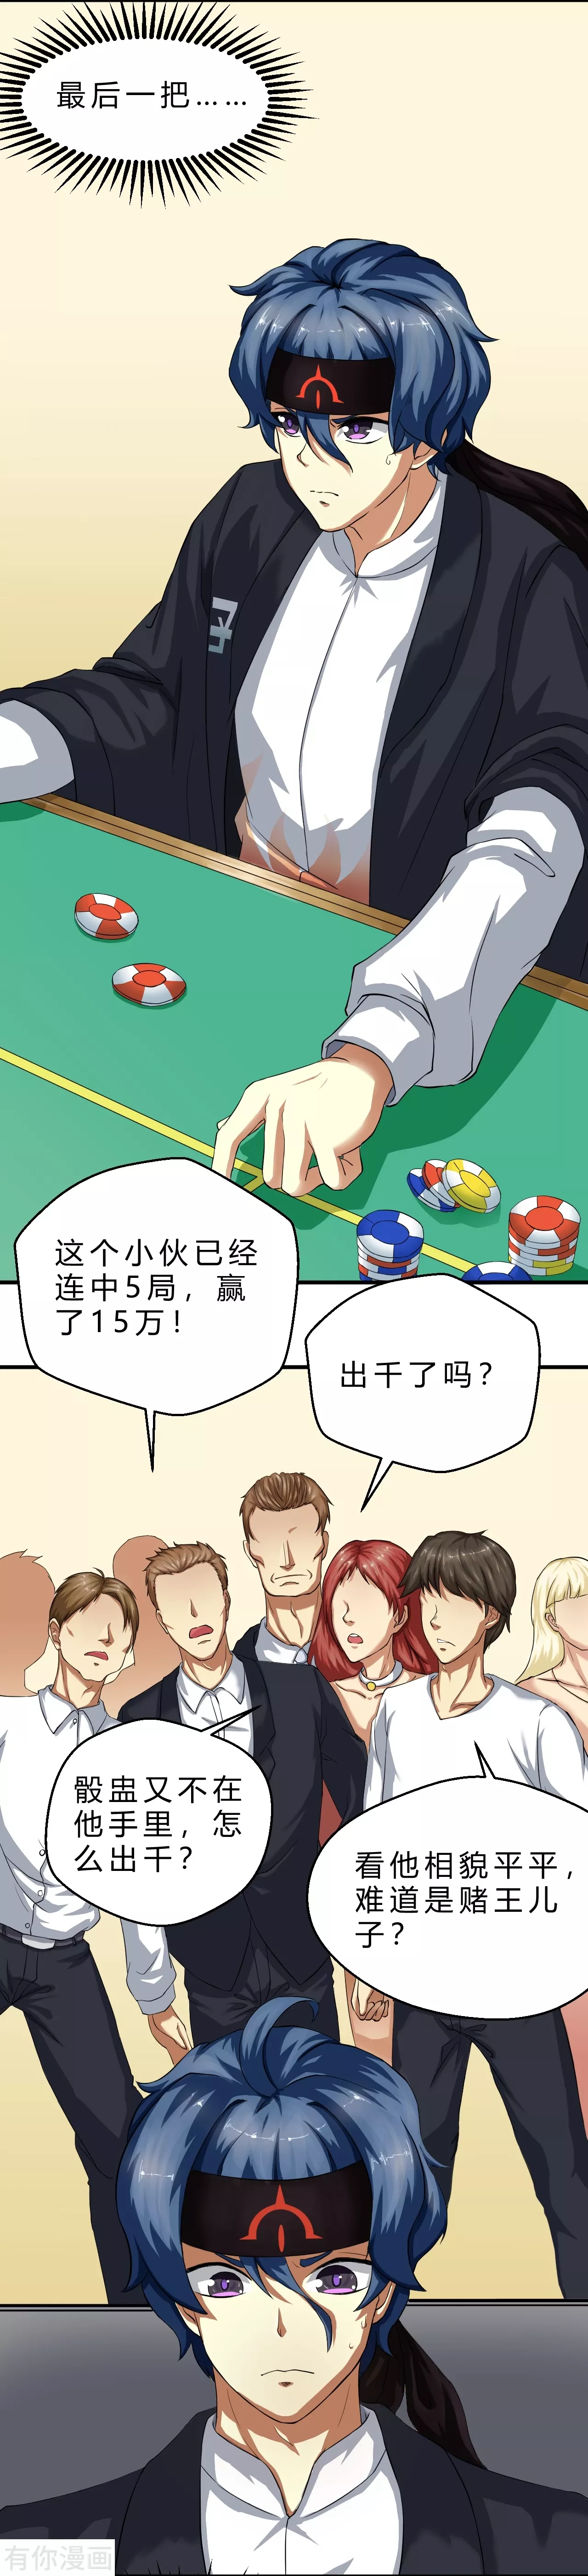 最后一把……
这个小伙已经
连中5局，赢
了15万！
出千了吗？
骰盅又不在
他手里，怎
么出千？
看他相貌平平，
难道是赌王儿
子？
有你漫画